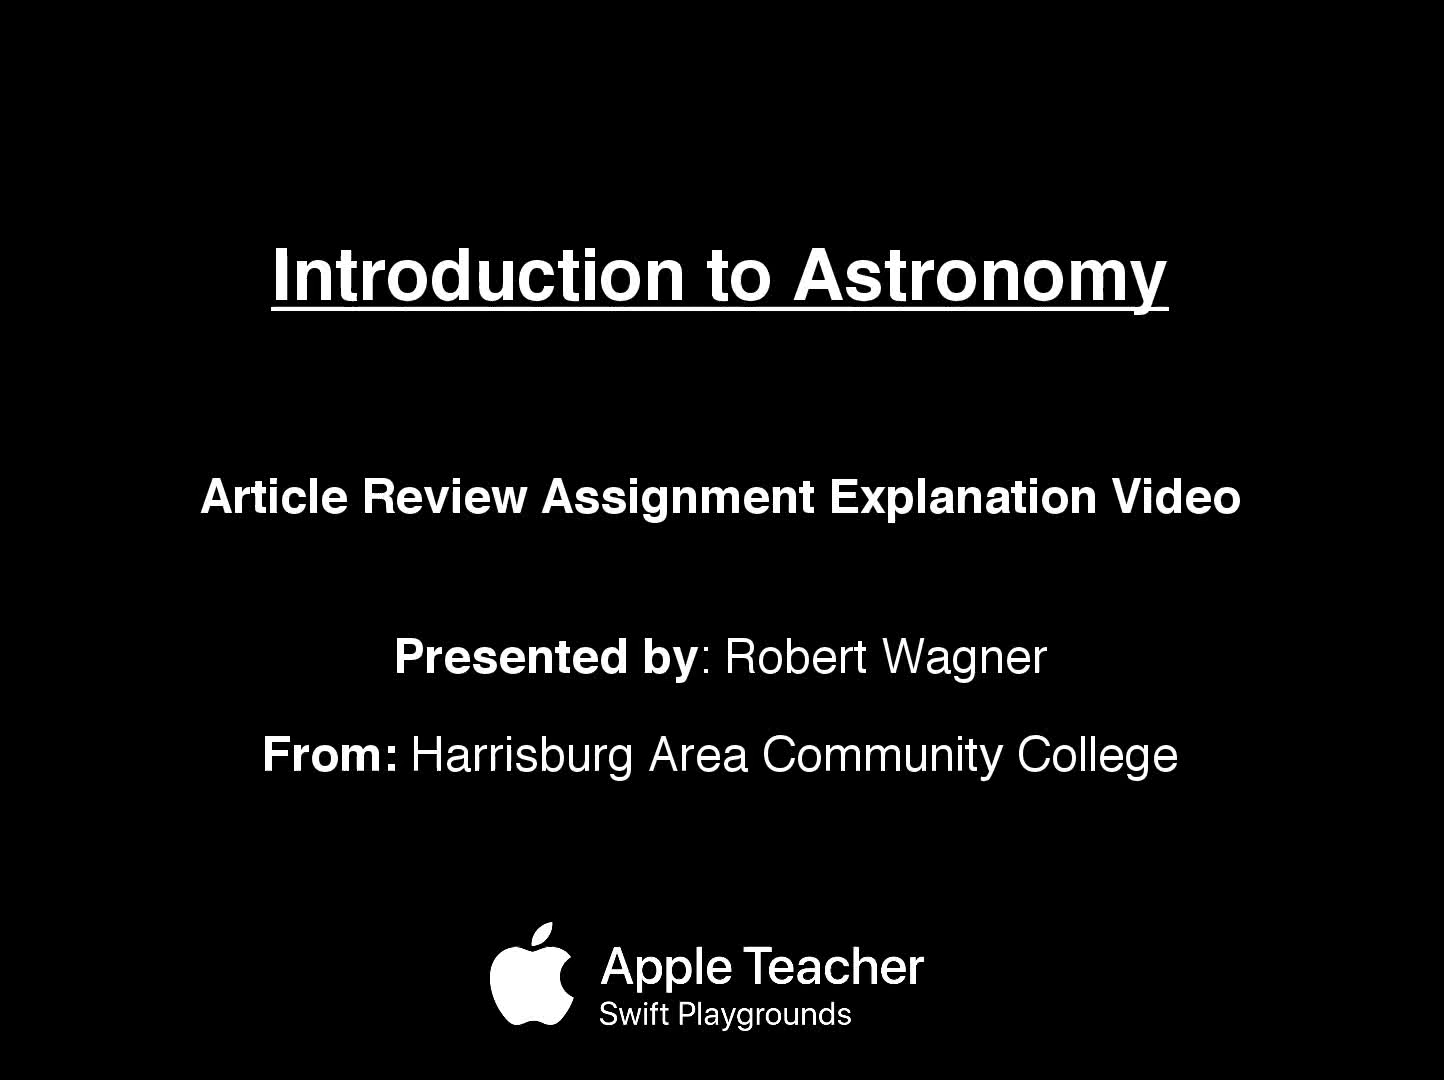 Introduction to Astronomy
Article Review Assignment Explanation Video
Presented by: Robert Wagner
From: Harrisburg Area Community College
Apple Teacher
Swift Playgrounds